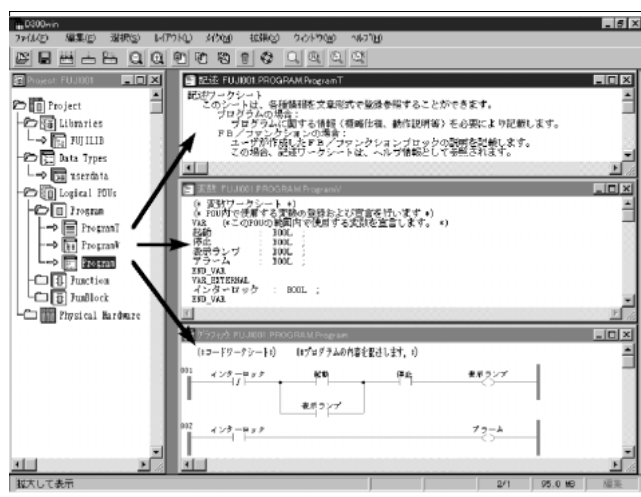 D300win
ファイル(F) 編集(E) 選択(S) レイアウト(L) メイク(M) 拡張(X) ウィンドウ(W) ヘルプ(H)
Project: FUJI001
Project
Libraries
FUJILIB
Data Types
userdata
Logical POUs
Program
ProgramT
ProgramV
Program
Function
FunBlock
Physical Hardware
記述: FUJI001.PROGRAM.ProgramT
記述ワークシート
このシートは、各種情報を文章形式で登録参照することができます。
プログラムの場合:
プログラムに関する情報(概略仕様、動作説明等)を必要により記載します。
FB/ファンクションの場合:
ユーザが作成したFB/ファンクションブロックの説明を記載します。
この場合、記述ワークシートは、ヘルプ情報として参照されます。
変数: FUJI001.PROGRAM.ProgramV
(* 変数ワークシート *)
(* POU内で使用する変数の登録および宣言を行います *)
VAR (*このPOUの範囲内で使用する変数を宣言します。 *)
起動 : BOOL ;
停止 : BOOL ;
表示ランプ : BOOL ;
アラーム : BOOL ;
END_VAR
VAR_EXTERNAL
インターロック : BOOL ;
END_VAR
グラフィック: FUJI001.PROGRAM.Program
(*コードワークシート*) (*プログラムの内容を記述します。*)
001 インターロック 起動 停止 表示ランプ
表示ランプ
002 インターロック アラーム
拡大して表示 2/1 95.0 MB 編集